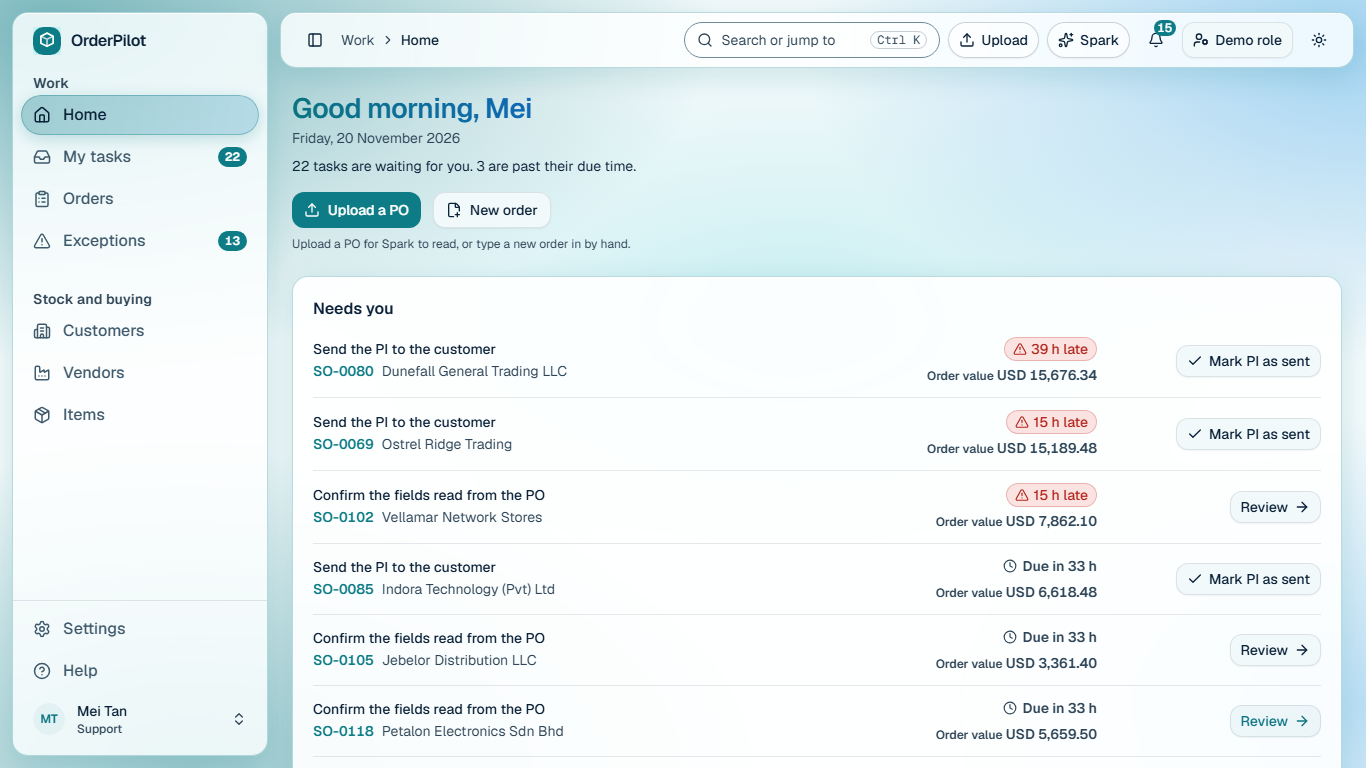 OrderPilot
Work
Home
My tasks 22
Orders
Exceptions 13
Stock and buying
Customers
Vendors
Items
Settings
Help
MT
Mei Tan
Support
Work > Home
Search or jump to Ctrl K
Upload
Spark
15
Demo role
Good morning, Mei
Friday, 20 November 2026
22 tasks are waiting for you. 3 are past their due time.
Upload a PO
New order
Upload a PO for Spark to read, or type a new order in by hand.
Needs you
Send the PI to the customer
SO-0080 Dunefall General Trading LLC
39 h late
Order value USD 15,676.34
Mark PI as sent
Send the PI to the customer
SO-0069 Ostrel Ridge Trading
15 h late
Order value USD 15,189.48
Mark PI as sent
Confirm the fields read from the PO
SO-0102 Vellamar Network Stores
15 h late
Order value USD 7,862.10
Review
Send the PI to the customer
SO-0085 Indora Technology (Pvt) Ltd
Due in 33 h
Order value USD 6,618.48
Mark PI as sent
Confirm the fields read from the PO
SO-0105 Jebelor Distribution LLC
Due in 33 h
Order value USD 3,361.40
Review
Confirm the fields read from the PO
SO-0118 Petalon Electronics Sdn Bhd
Due in 33 h
Order value USD 5,659.50
Review